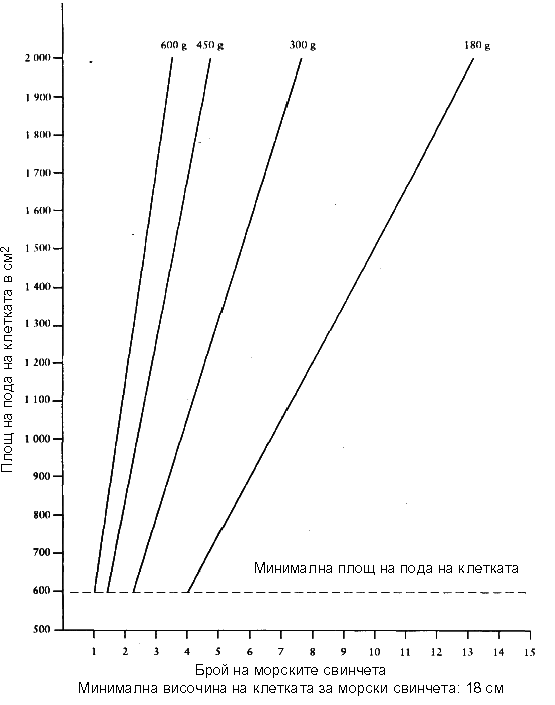 600 g 450 g 300 g 180 g
2 000
1 900
1 800
1 700
1 600
1 500
1 400
1 300
1 200
1 100
1 000
900
800
700
600
500
Площ на пода на клетката в см2
Минимална площ на пода на клетката
1 2 3 4 5 6 7 8 9 10 11 12 13 14 15
Брой на морските свинчета
Минимална височина на клетката за морски свинчета: 18 см